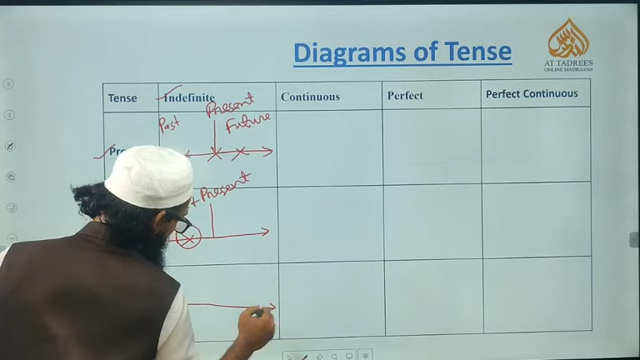 Diagrams of Tense
AT TADREES
ONLINE MADRASAH
Tense Indefinite Continuous Perfect Perfect Continuous
Present
Past
Future
Present